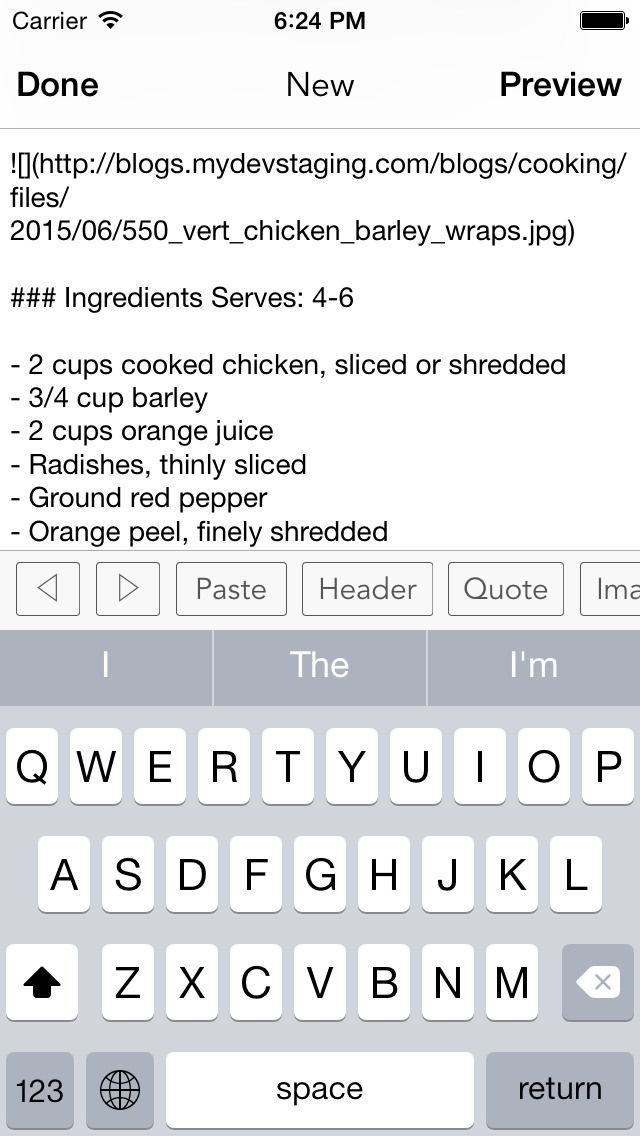 Carrier 6:24 PM
Done New Preview
![](http://blogs.mydevstaging.com/blogs/cooking/
files/
2015/06/550_vert_chicken_barley_wraps.jpg)
### Ingredients Serves: 4-6
- 2 cups cooked chicken, sliced or shredded
- 3/4 cup barley
- 2 cups orange juice
- Radishes, thinly sliced
- Ground red pepper
- Orange peel, finely shredded
Paste Header Quote Ima
I The I'm
Q W E R T Y U I O P
A S D F G H J K L
Z X C V B N M
123 space return